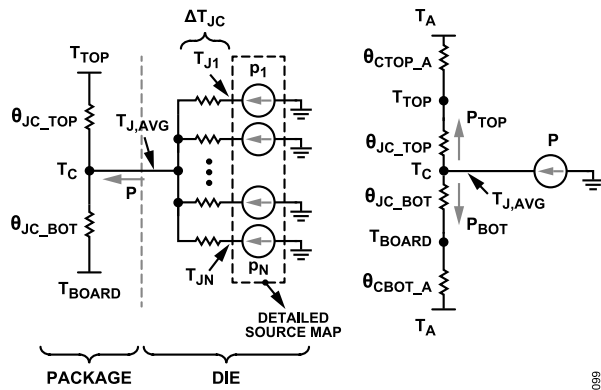 ΔT_JC
T_TOP
T_J1
p_1
θ_JC_TOP
T_J,AVG
T_C
P
θ_JC_BOT
T_BOARD
T_JN
p_N
DETAILED
SOURCE MAP
PACKAGE
DIE
T_A
θ_CTOP_A
T_TOP
P_TOP
θ_JC_TOP
P
T_C
T_J,AVG
θ_JC_BOT
P_BOT
T_BOARD
θ_CBOT_A
T_A
099